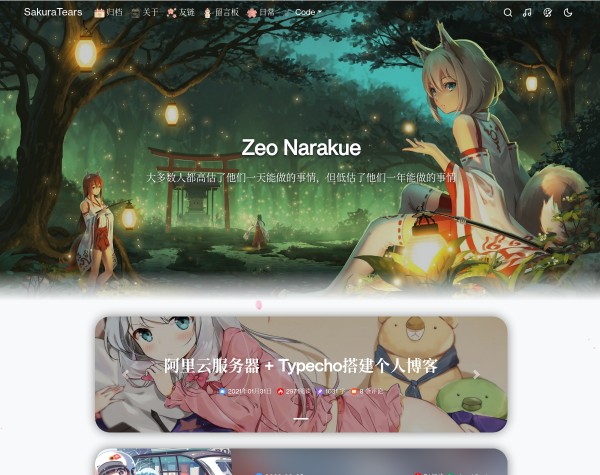 SakuraTears 归档 关于 友链 留言板 日常 Code
Zeo Narakue
大多数人都高估了他们一天能做的事情，但低估了他们一年能做的事情
阿里云服务器 + Typecho搭建个人博客
2021年01月31日